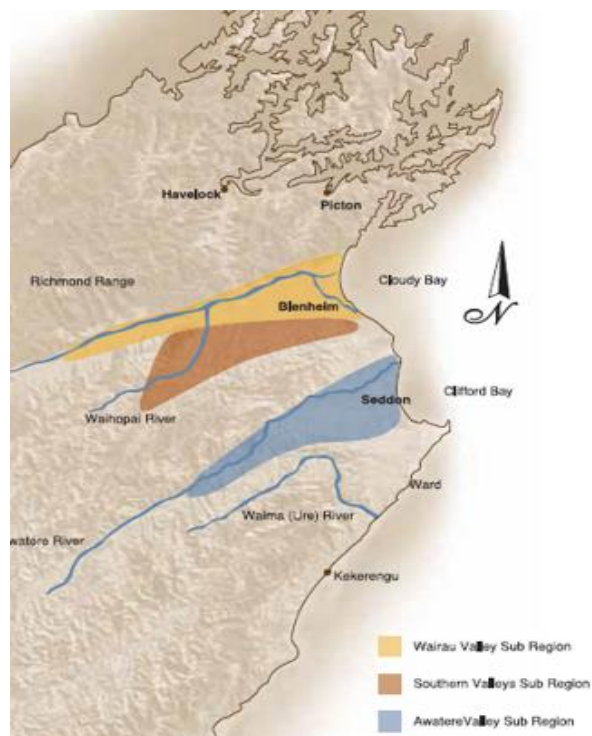 Havelock
Picton
Richmond Range
Cloudy Bay
N
Blenheim
Clifford Bay
Seddon
Waihopai River
Ward
Waima (Ure) River
watere River
Kekerengu
Wairau Valley Sub Region
Southern Valleys Sub Region
AwatereValley Sub Region